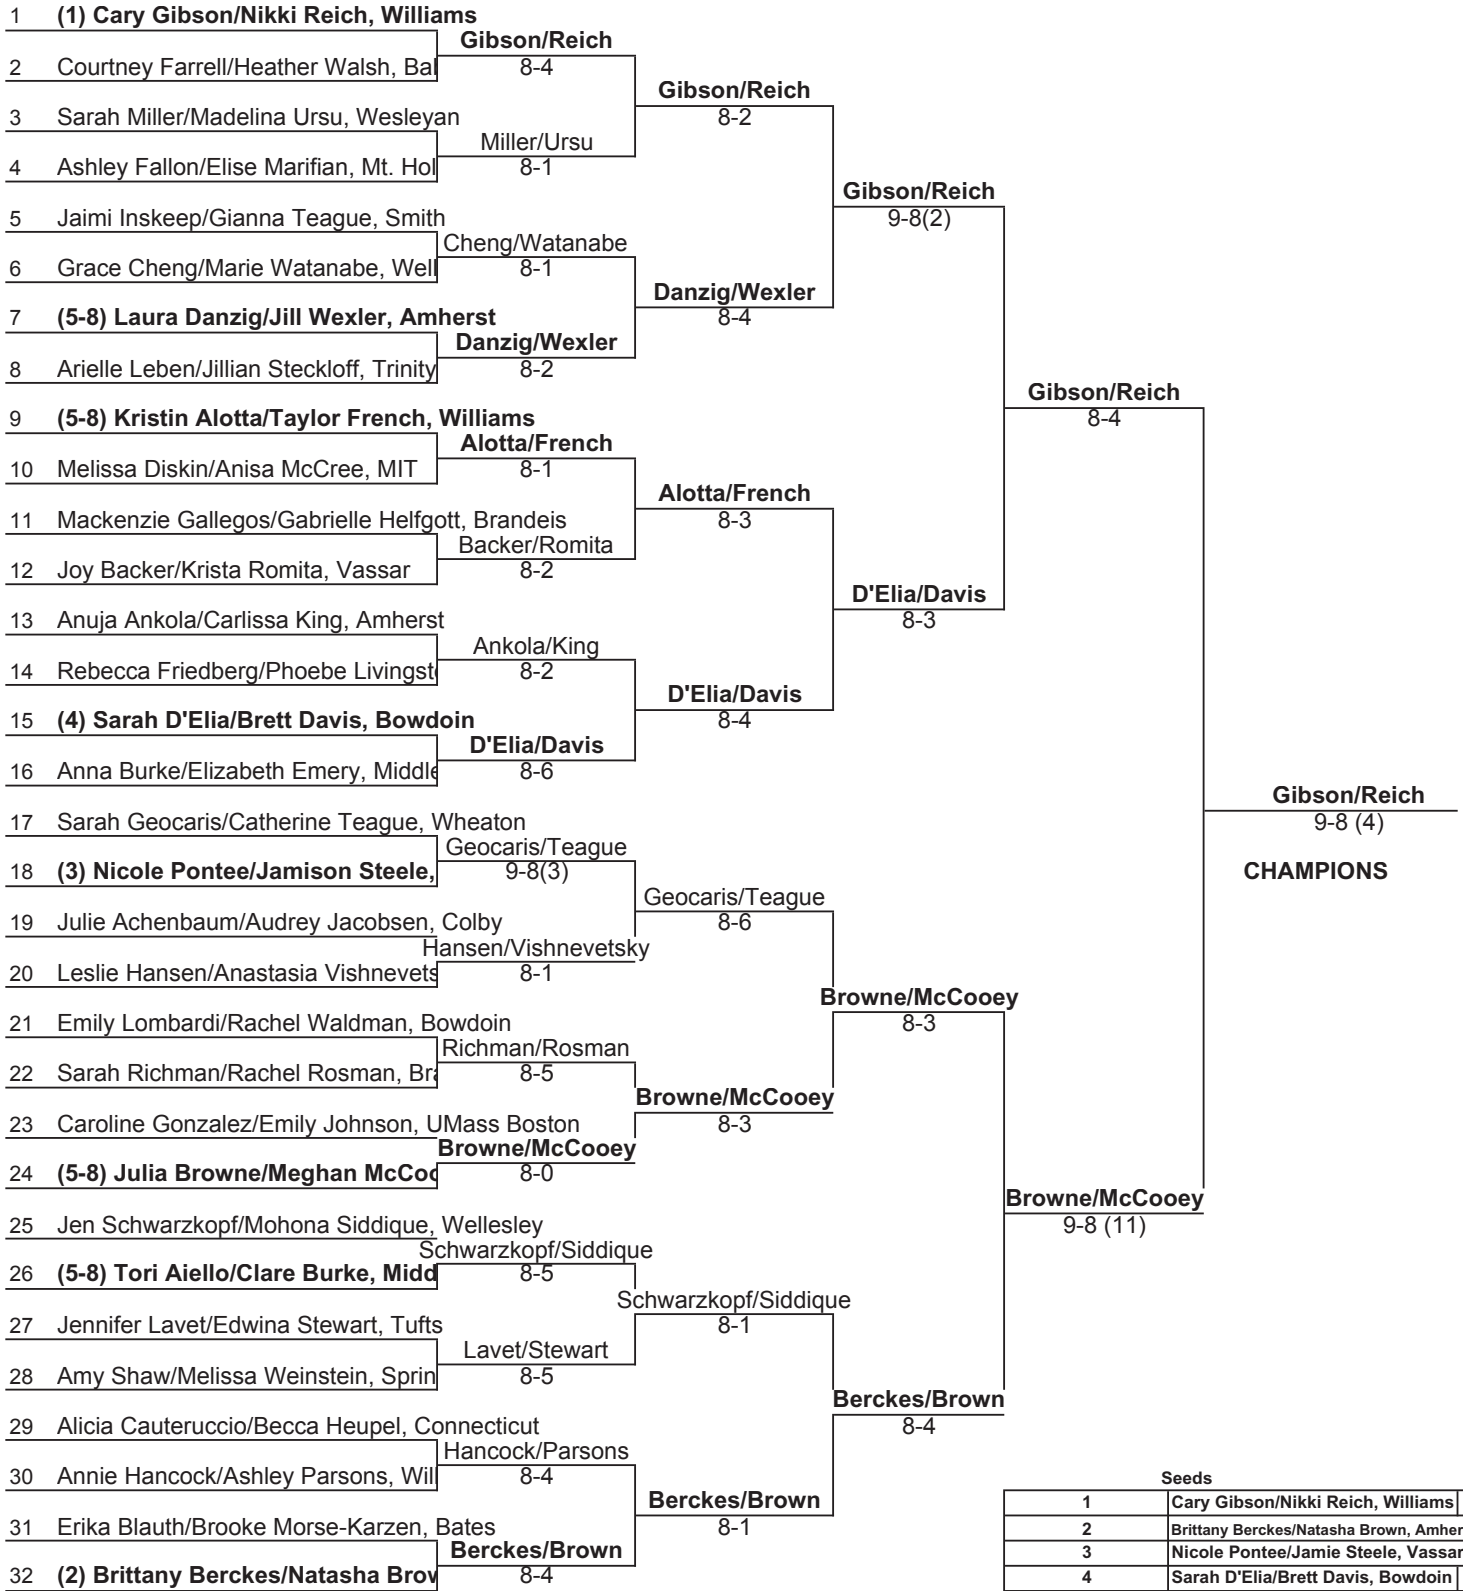 1 (1) Cary Gibson/Nikki Reich, Williams
Gibson/Reich
2 Courtney Farrell/Heather Walsh, Bal
8-4
Gibson/Reich
8-2
3 Sarah Miller/Madelina Ursu, Wesleyan
Miller/Ursu
4 Ashley Fallon/Elise Marifian, Mt. Hol
8-1
Gibson/Reich
9-8(2)
5 Jaimi Inskeep/Gianna Teague, Smith
Cheng/Watanabe
6 Grace Cheng/Marie Watanabe, Well
8-1
Danzig/Wexler
8-4
7 (5-8) Laura Danzig/Jill Wexler, Amherst
Danzig/Wexler
8 Arielle Leben/Jillian Steckloff, Trinity
8-2
Gibson/Reich
8-4
9 (5-8) Kristin Alotta/Taylor French, Williams
Alotta/French
10 Melissa Diskin/Anisa McCree, MIT
8-1
Alotta/French
8-3
11 Mackenzie Gallegos/Gabrielle Helfgott, Brandeis
Backer/Romita
12 Joy Backer/Krista Romita, Vassar
8-2
D'Elia/Davis
8-3
13 Anuja Ankola/Carlissa King, Amherst
Ankola/King
14 Rebecca Friedberg/Phoebe Livingst
8-2
D'Elia/Davis
8-4
15 (4) Sarah D'Elia/Brett Davis, Bowdoin
D'Elia/Davis
16 Anna Burke/Elizabeth Emery, Middle
8-6
Gibson/Reich
9-8 (4)
CHAMPIONS
17 Sarah Geocaris/Catherine Teague, Wheaton
Geocaris/Teague
18 (3) Nicole Pontee/Jamison Steele,
9-8(3)
Geocaris/Teague
8-6
19 Julie Achenbaum/Audrey Jacobsen, Colby
Hansen/Vishnevetsky
20 Leslie Hansen/Anastasia Vishnevets
8-1
Browne/McCooey
8-3
21 Emily Lombardi/Rachel Waldman, Bowdoin
Richman/Rosman
22 Sarah Richman/Rachel Rosman, Bra
8-5
Browne/McCooey
8-3
23 Caroline Gonzalez/Emily Johnson, UMass Boston
Browne/McCooey
24 (5-8) Julia Browne/Meghan McCoo
8-0
Browne/McCooey
9-8 (11)
25 Jen Schwarzkopf/Mohona Siddique, Wellesley
Schwarzkopf/Siddique
26 (5-8) Tori Aiello/Clare Burke, Midd
8-5
Schwarzkopf/Siddique
8-1
27 Jennifer Lavet/Edwina Stewart, Tufts
Lavet/Stewart
28 Amy Shaw/Melissa Weinstein, Sprin
8-5
Berckes/Brown
8-4
29 Alicia Cauteruccio/Becca Heupel, Connecticut
Hancock/Parsons
30 Annie Hancock/Ashley Parsons, Will
8-4
Berckes/Brown
8-1
31 Erika Blauth/Brooke Morse-Karzen, Bates
Berckes/Brown
32 (2) Brittany Berckes/Natasha Brow
8-4
Seeds
1 Cary Gibson/Nikki Reich, Williams
2 Brittany Berckes/Natasha Brown, Amher
3 Nicole Pontee/Jamie Steele, Vassar
4 Sarah D'Elia/Brett Davis, Bowdoin